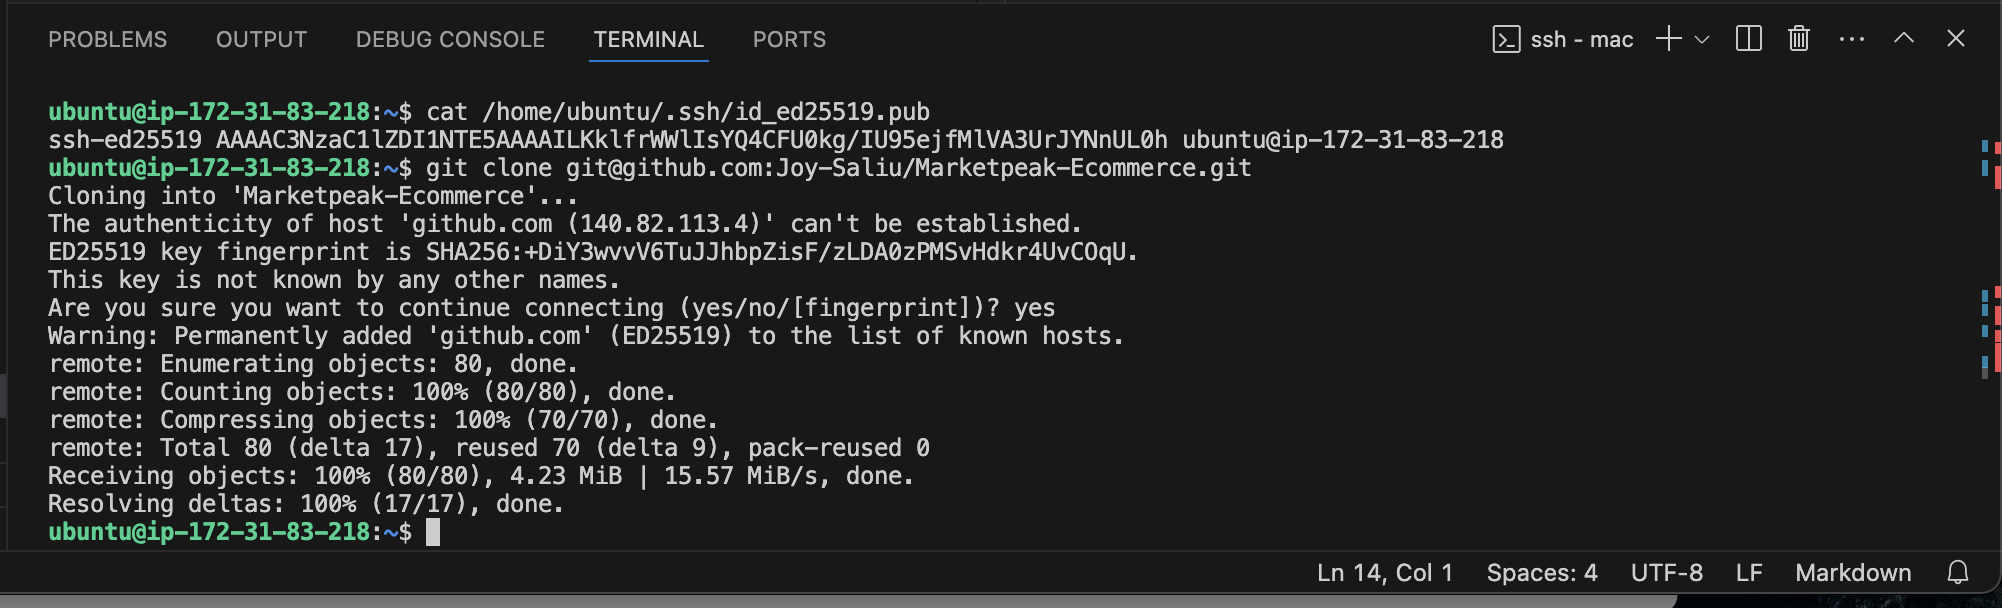 PROBLEMS OUTPUT DEBUG CONSOLE TERMINAL PORTS ssh - mac
ubuntu@ip-172-31-83-218:~$ cat /home/ubuntu/.ssh/id_ed25519.pub
ssh-ed25519 AAAAC3NzaC1lZDI1NTE5AAAAILKklfrWWlIsYQ4CFU0kg/IU95ejfMlVA3UrJYNnUL0h ubuntu@ip-172-31-83-218
ubuntu@ip-172-31-83-218:~$ git clone git@github.com:Joy-Saliu/Marketpeak-Ecommerce.git
Cloning into 'Marketpeak-Ecommerce'...
The authenticity of host 'github.com (140.82.113.4)' can't be established.
ED25519 key fingerprint is SHA256:+DiY3wvvV6TuJJhbpZisF/zLDA0zPMSvHdkr4UvCOqU.
This key is not known by any other names.
Are you sure you want to continue connecting (yes/no/[fingerprint])? yes
Warning: Permanently added 'github.com' (ED25519) to the list of known hosts.
remote: Enumerating objects: 80, done.
remote: Counting objects: 100% (80/80), done.
remote: Compressing objects: 100% (70/70), done.
remote: Total 80 (delta 17), reused 70 (delta 9), pack-reused 0
Receiving objects: 100% (80/80), 4.23 MiB | 15.57 MiB/s, done.
Resolving deltas: 100% (17/17), done.
ubuntu@ip-172-31-83-218:~$
Ln 14, Col 1 Spaces: 4 UTF-8 LF Markdown